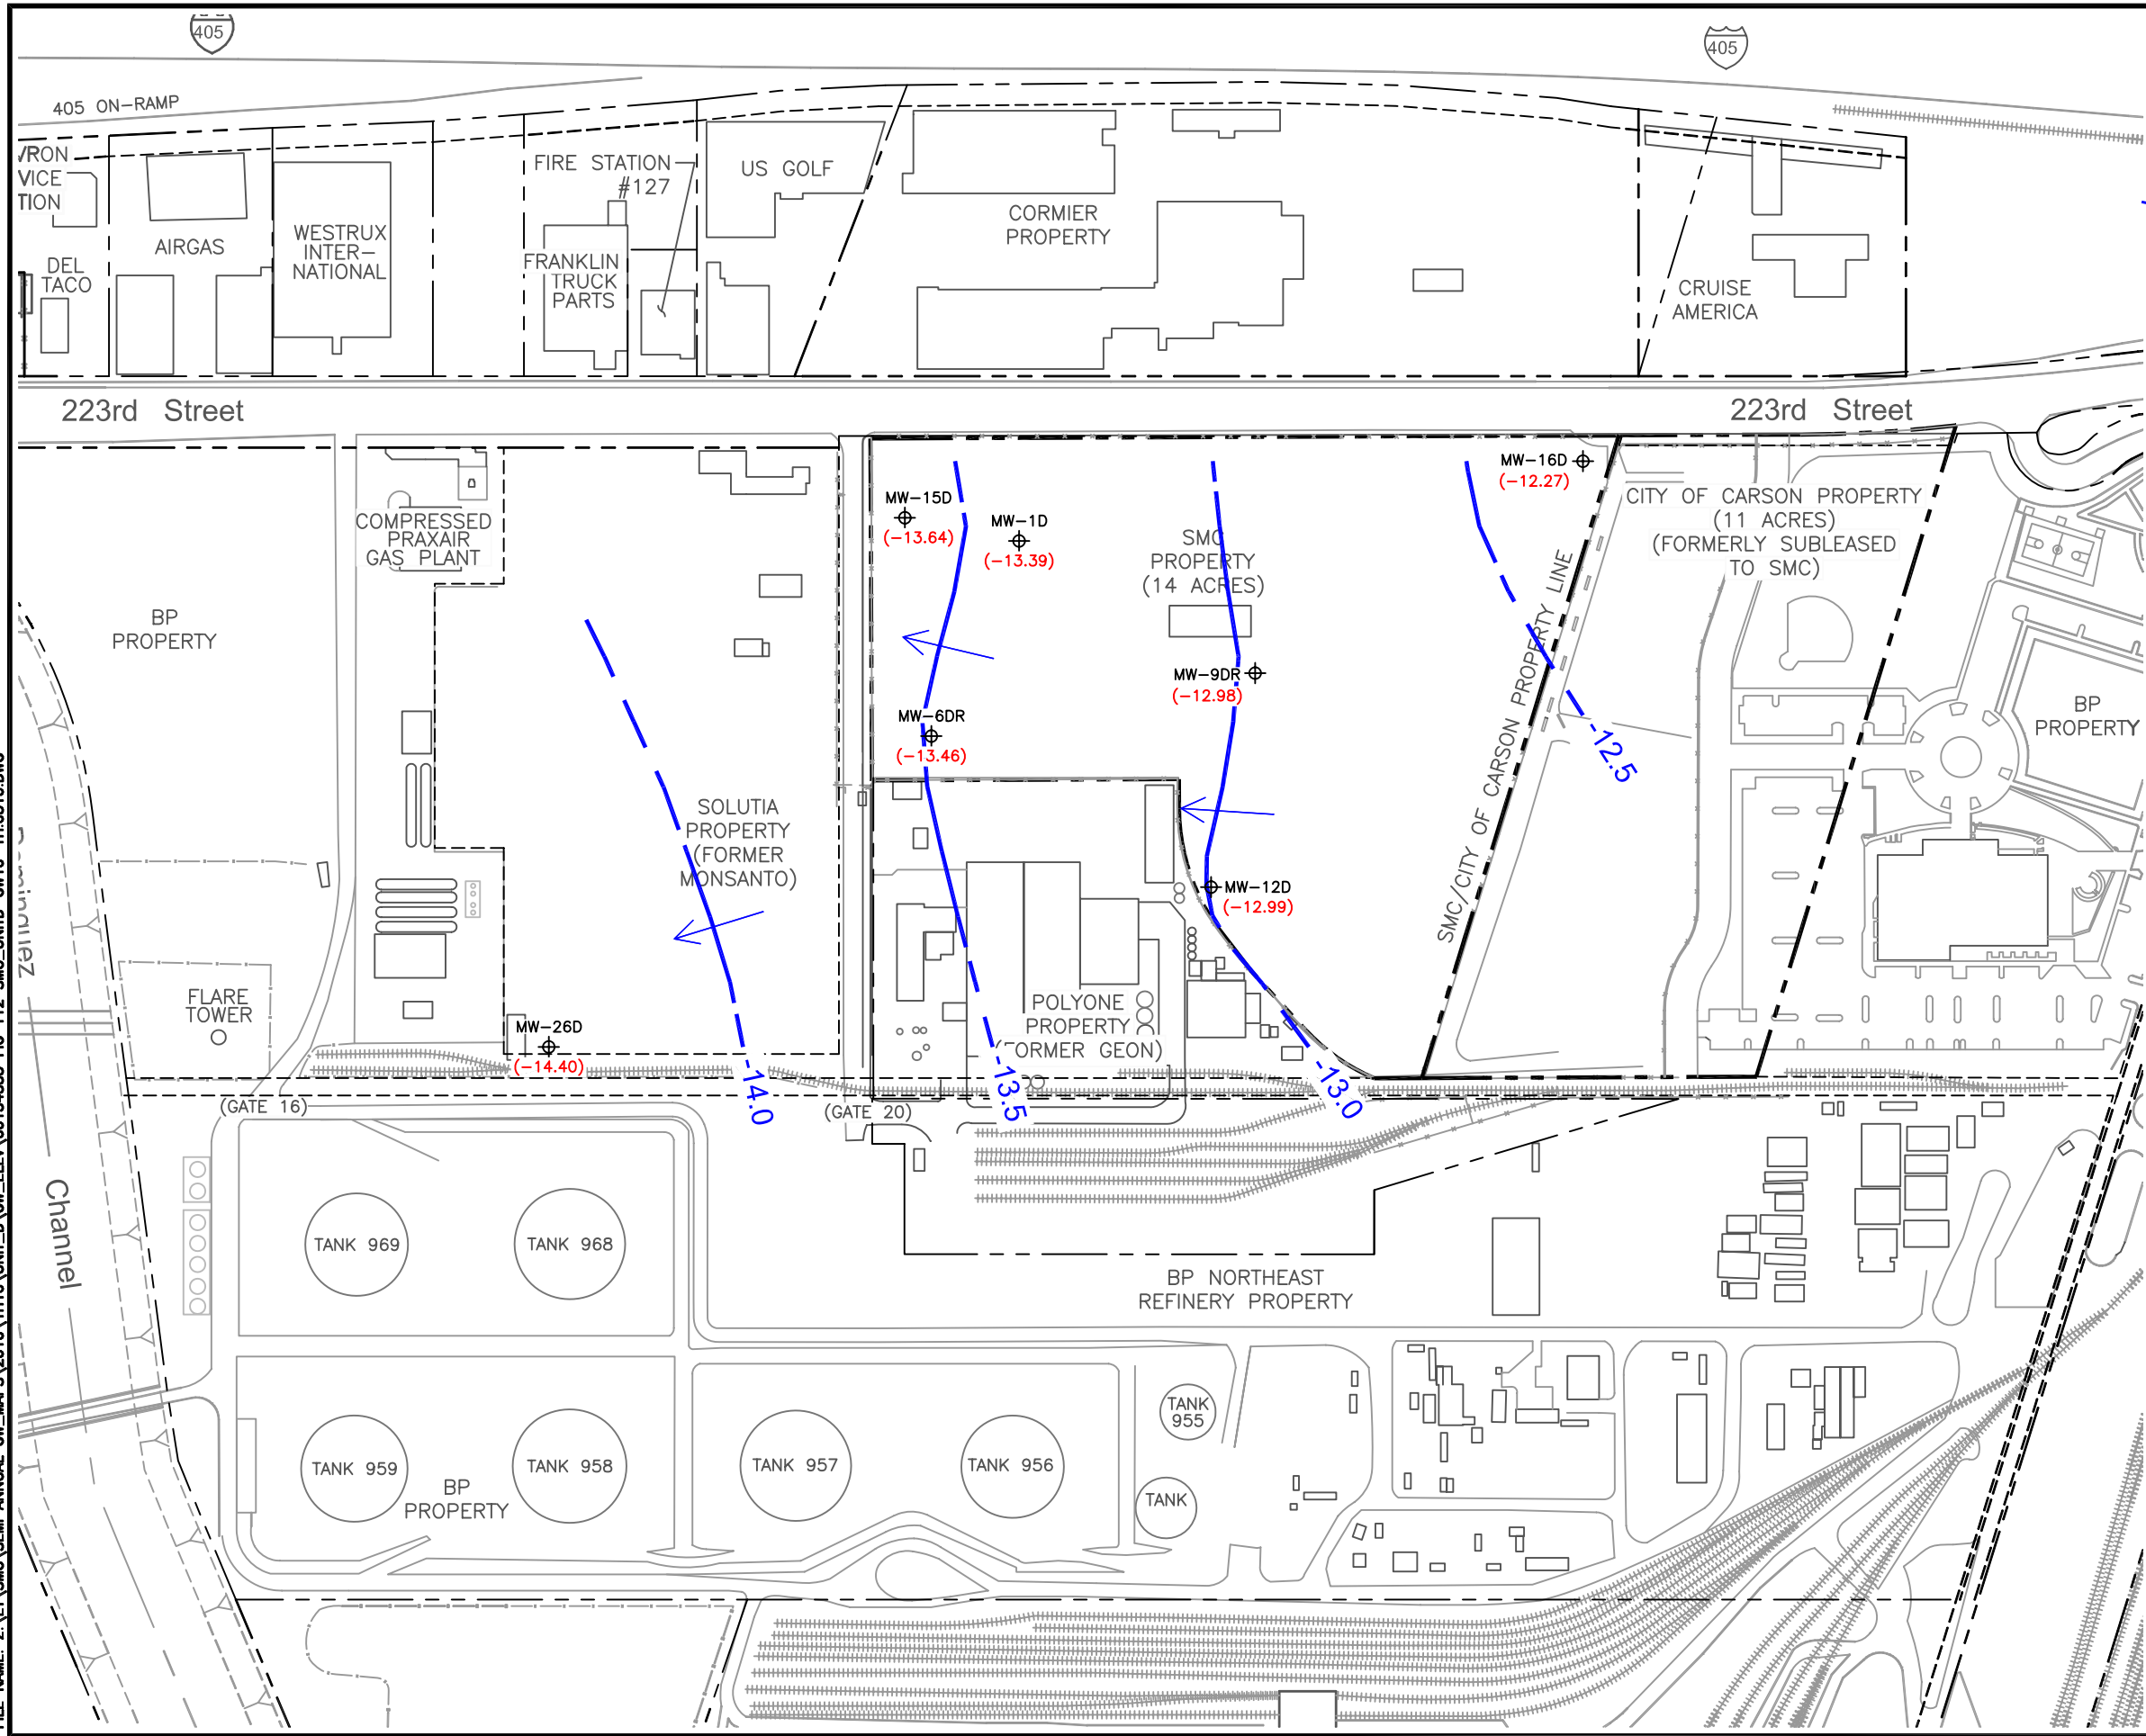 405
405
405 ON-RAMP
VRON
VICE
TION
DEL
TACO
AIRGAS
WESTRUX
INTER-
NATIONAL
FIRE STATION
#127
FRANKLIN
TRUCK
PARTS
US GOLF
CORMIER
PROPERTY
CRUISE
AMERICA
223rd Street
223rd Street
COMPRESSED
PRAXAIR
GAS PLANT
BP
PROPERTY
MW-15D
(-13.64)
MW-1D
(-13.39)
SMC
PROPERTY
(14 ACRES)
MW-16D
(-12.27)
CITY OF CARSON PROPERTY
(11 ACRES)
(FORMERLY SUBLEASED
TO SMC)
SMC/CITY OF CARSON PROPERTY LINE
MW-9DR
(-12.98)
MW-6DR
(-13.46)
BP
PROPERTY
-12.5
SOLUTIA
PROPERTY
(FORMER
MONSANTO)
MW-12D
(-12.99)
FLARE
TOWER
MW-26D
(-14.40)
POLYONE
PROPERTY
(FORMER GEON)
-14.0
-13.5
-13.0
(GATE 16)
(GATE 20)
Channel
TANK 969
TANK 968
BP NORTHEAST
REFINERY PROPERTY
TANK 959
TANK 958
TANK 957
TANK 956
TANK
955
TANK
BP
PROPERTY